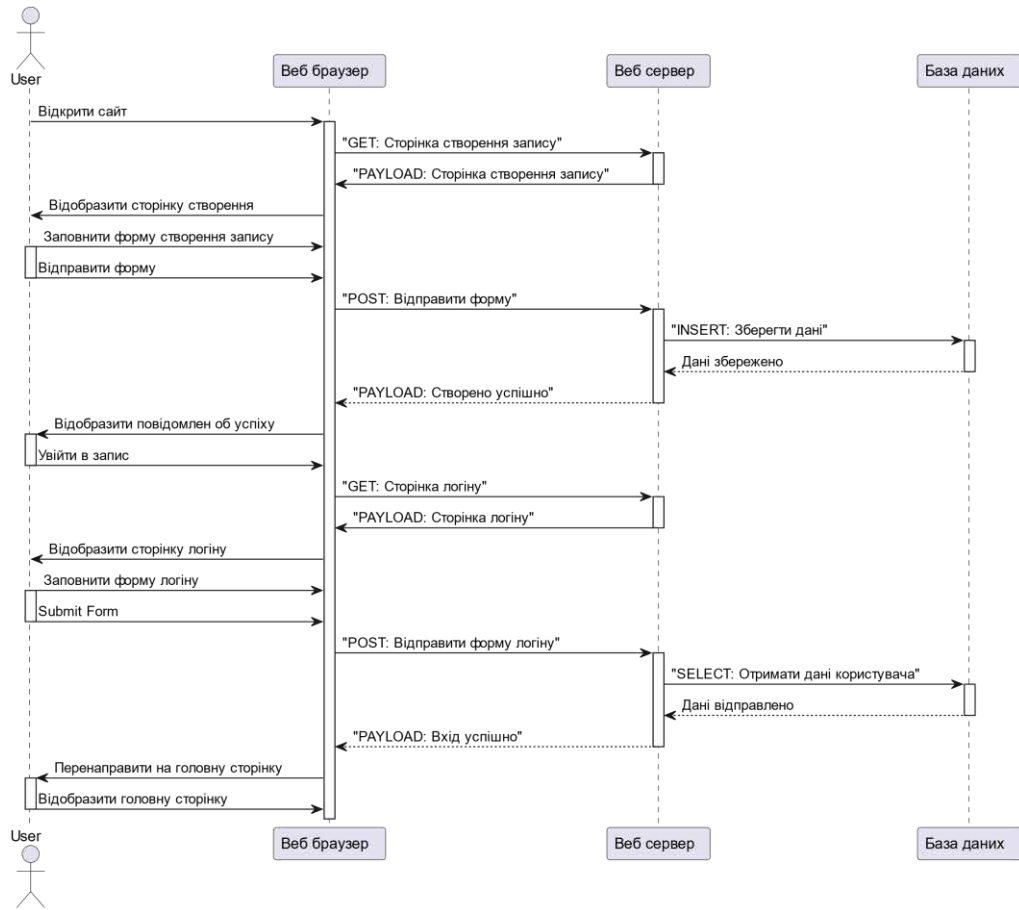 User
Веб браузер
Веб сервер
База даних
Відкрити сайт
"GET: Сторінка створення запису"
"PAYLOAD: Сторінка створення запису"
Відобразити сторінку створення
Заповнити форму створення запису
Відправити форму
"POST: Відправити форму"
"INSERT: Зберегти дані"
Дані збережено
"PAYLOAD: Створено успішно"
Відобразити повідомлен об успіху
Увійти в запис
"GET: Сторінка логіну"
"PAYLOAD: Сторінка логіну"
Відобразити сторінку логіну
Заповнити форму логіну
Submit Form
"POST: Відправити форму логіну"
"SELECT: Отримати дані користувача"
Дані відправлено
"PAYLOAD: Вхід успішно"
Перенаправити на головну сторінку
Відобразити головну сторінку
User
Веб браузер
Веб сервер
База даних